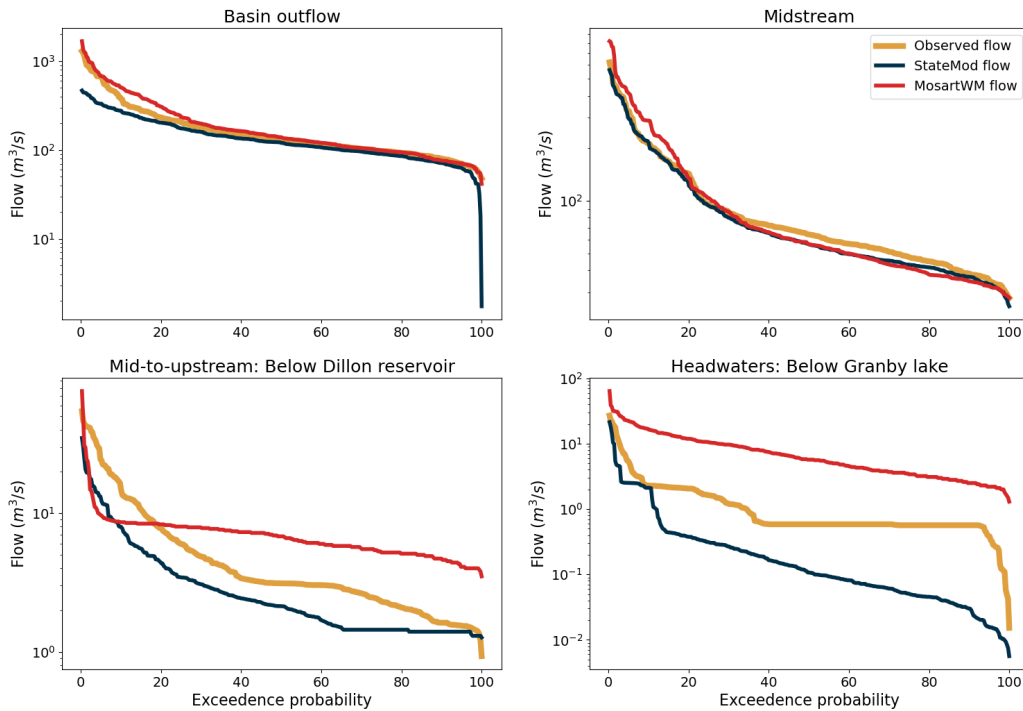 Basin outflow
Flow (m³/s)
10³
10²
10¹
0 20 40 60 80 100
Midstream
Observed flow
StateMod flow
MosartWM flow
Flow (m³/s)
10²
0 20 40 60 80 100
Mid-to-upstream: Below Dillon reservoir
Flow (m³/s)
10¹
10⁰
0 20 40 60 80 100
Exceedence probability
Headwaters: Below Granby lake
Flow (m³/s)
10²
10¹
10⁰
10⁻¹
10⁻²
0 20 40 60 80 100
Exceedence probability